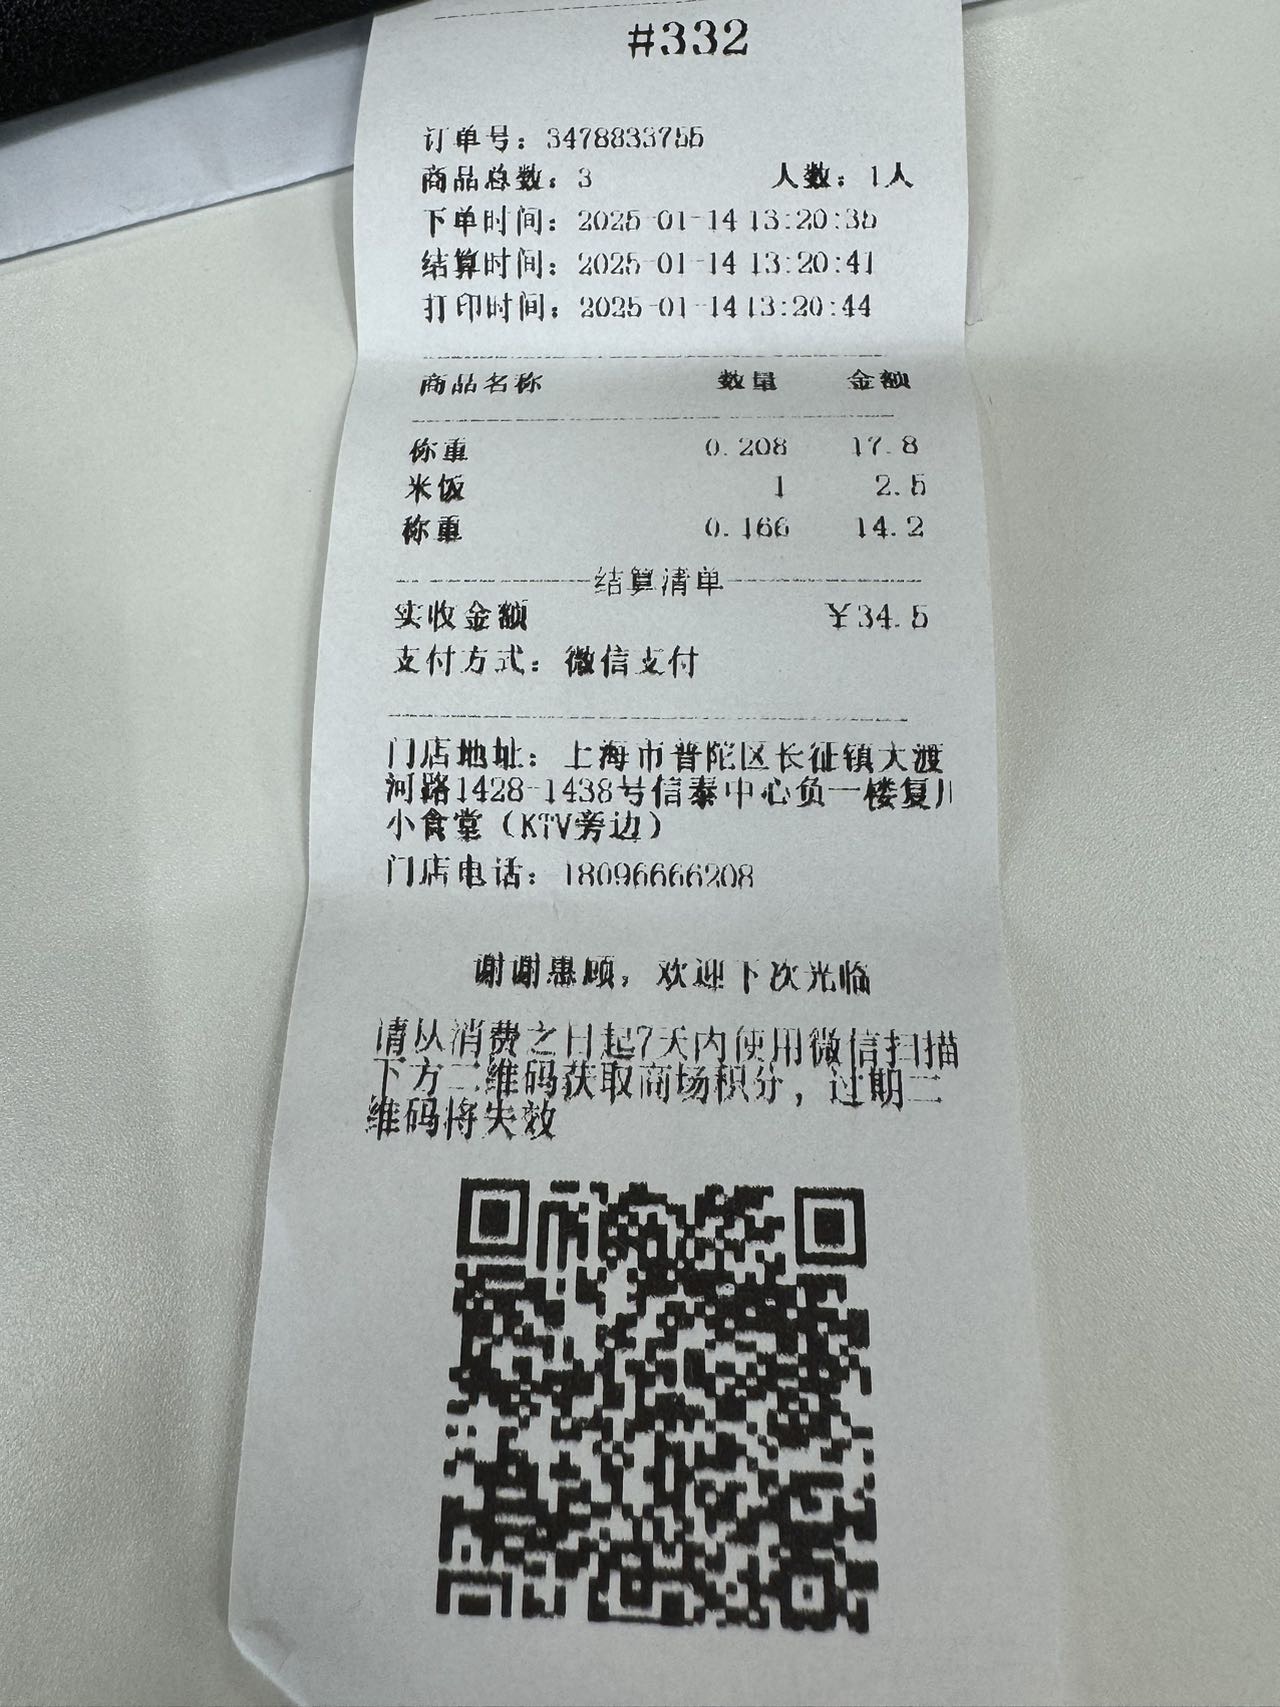 #332
订单号：3478833755
商品总数：3 人数：1人
下单时间：2025-01-14 13:20:35
结算时间：2025-01-14 13:20:41
打印时间：2025-01-14 13:20:44
商品名称 数量 金额
称重 0.208 17.8
米饭 1 2.5
称重 0.166 14.2
结算清单
实收金额 ￥34.5
支付方式：微信支付
门店地址：上海市普陀区长征镇大渡
河路1428-1438号信泰中心负一楼复川
小食堂（KTV旁边）
门店电话：18096666208
谢谢惠顾，欢迎下次光临
请从消费之日起7天内使用微信扫描
下方二维码获取商场积分，过期二
维码将失效